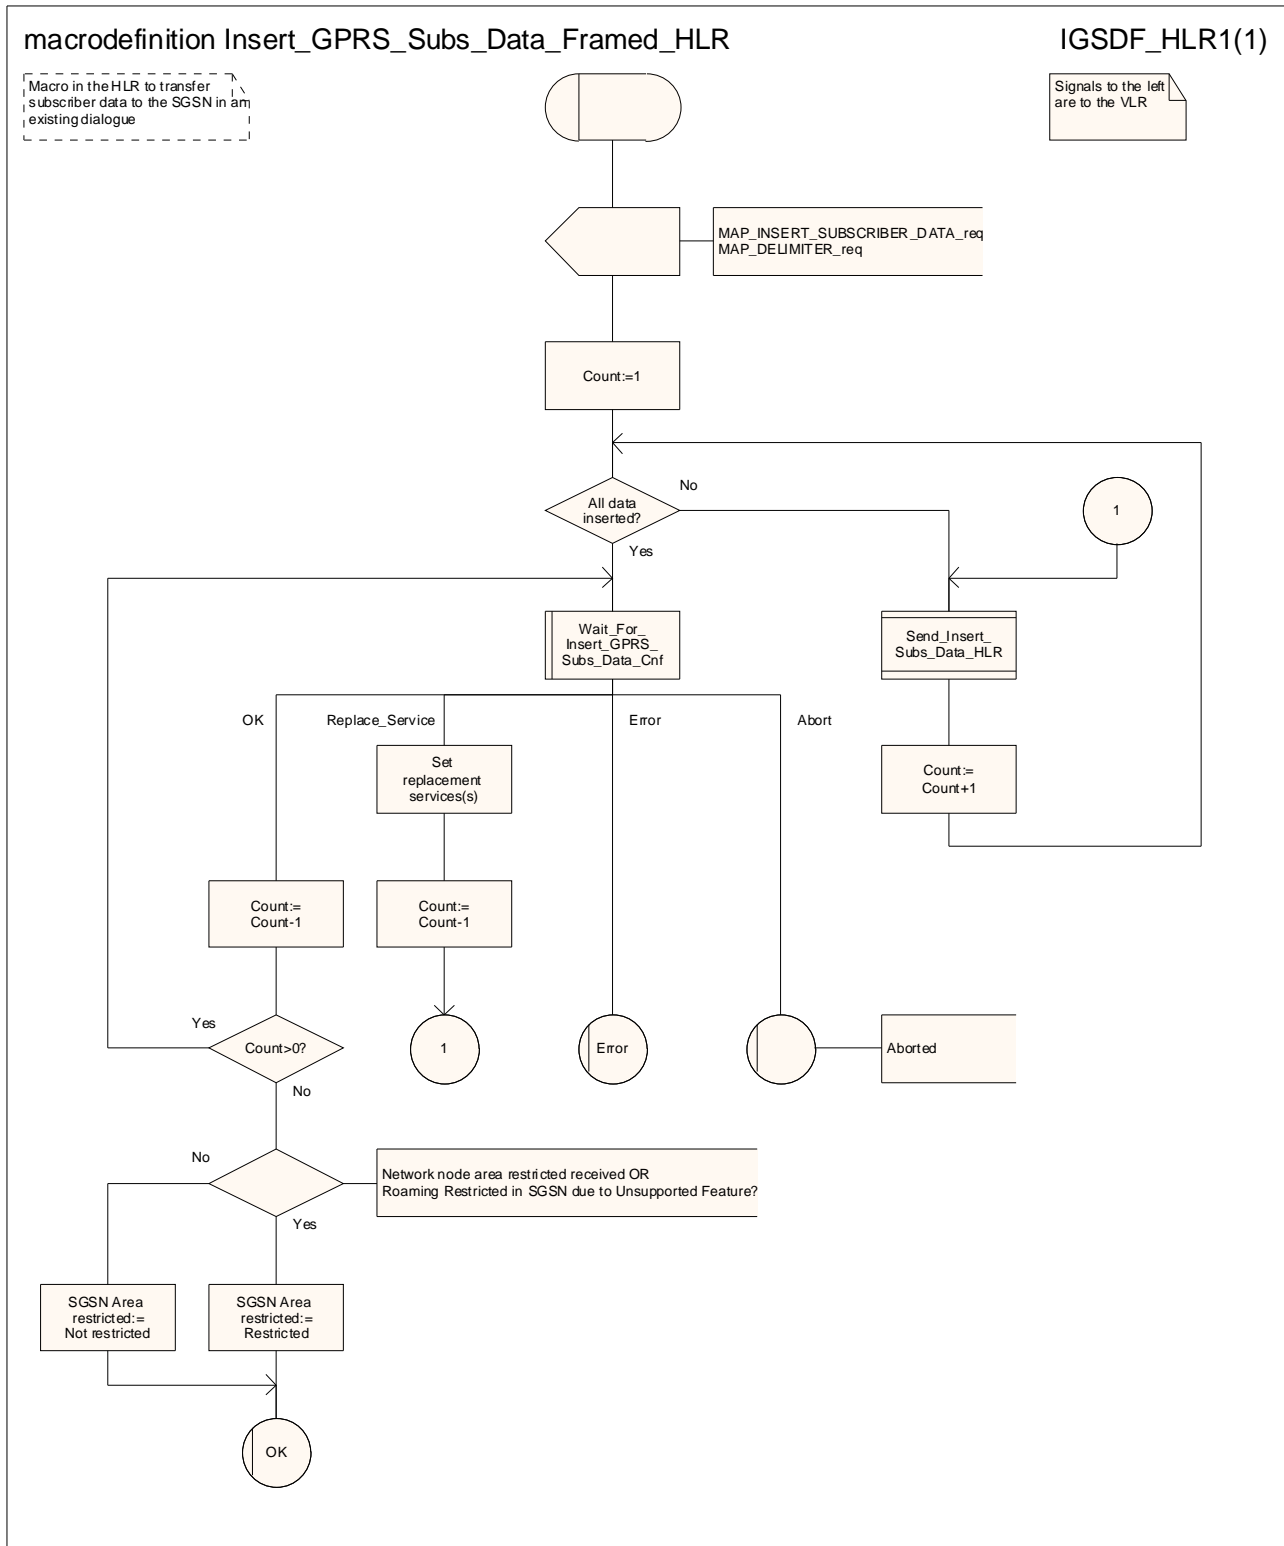 macrodefinition Insert_GPRS_Subs_Data_Framed_HLR
IGSDF_HLR1(1)
Macro in the HLR to transfer
subscriber data to the SGSN in an
existing dialogue
Signals to the left
are to the VLR
MAP_INSERT_SUBSCRIBER_DATA_req
MAP_DELIMITER_req
Count:=1
All data
inserted?
No
1
Yes
Wait_For_
Insert_GPRS_
Subs_Data_Cnf
Send_Insert_
Subs_Data_HLR
OK
Replace_Service
Error
Abort
Set
replacement
services(s)
Count:=
Count+1
Count:=
Count-1
Count:=
Count-1
Yes
Count>0?
1
Error
Aborted
No
No
Network node area restricted received OR
Roaming Restricted in SGSN due to Unsupported Feature?
Yes
SGSN Area
restricted:=
Not restricted
SGSN Area
restricted:=
Restricted
OK